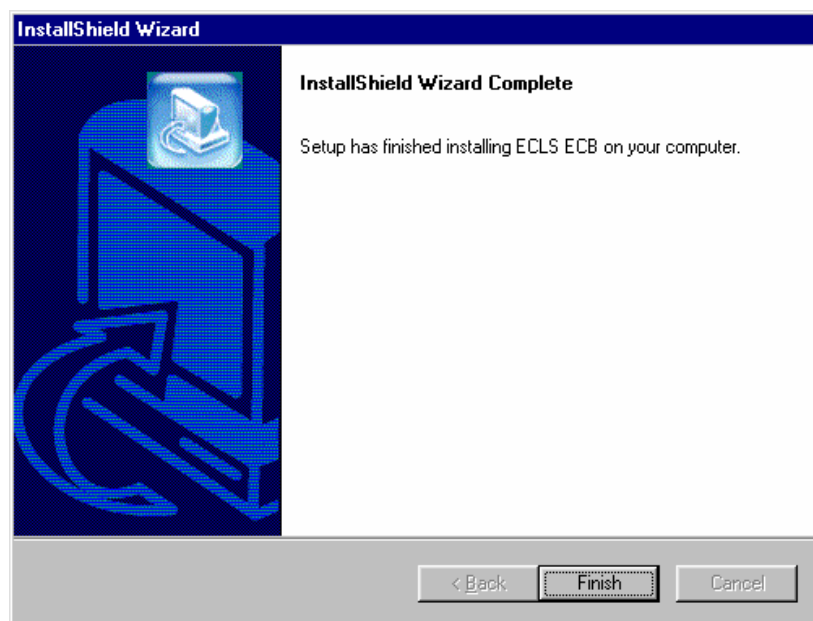 InstallShield Wizard
InstallShield Wizard Complete
Setup has finished installing ECLS ECB on your computer.
< Back
Finish
Cancel